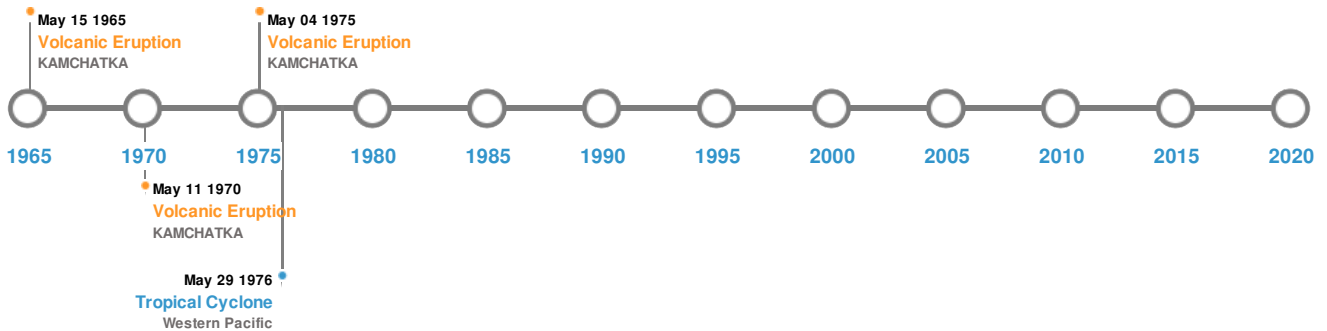 May 15 1965
Volcanic Eruption
KAMCHATKA
May 04 1975
Volcanic Eruption
KAMCHATKA
1965 1970 1975 1980 1985 1990 1995 2000 2005 2010 2015 2020
May 11 1970
Volcanic Eruption
KAMCHATKA
May 29 1976
Tropical Cyclone
Western Pacific